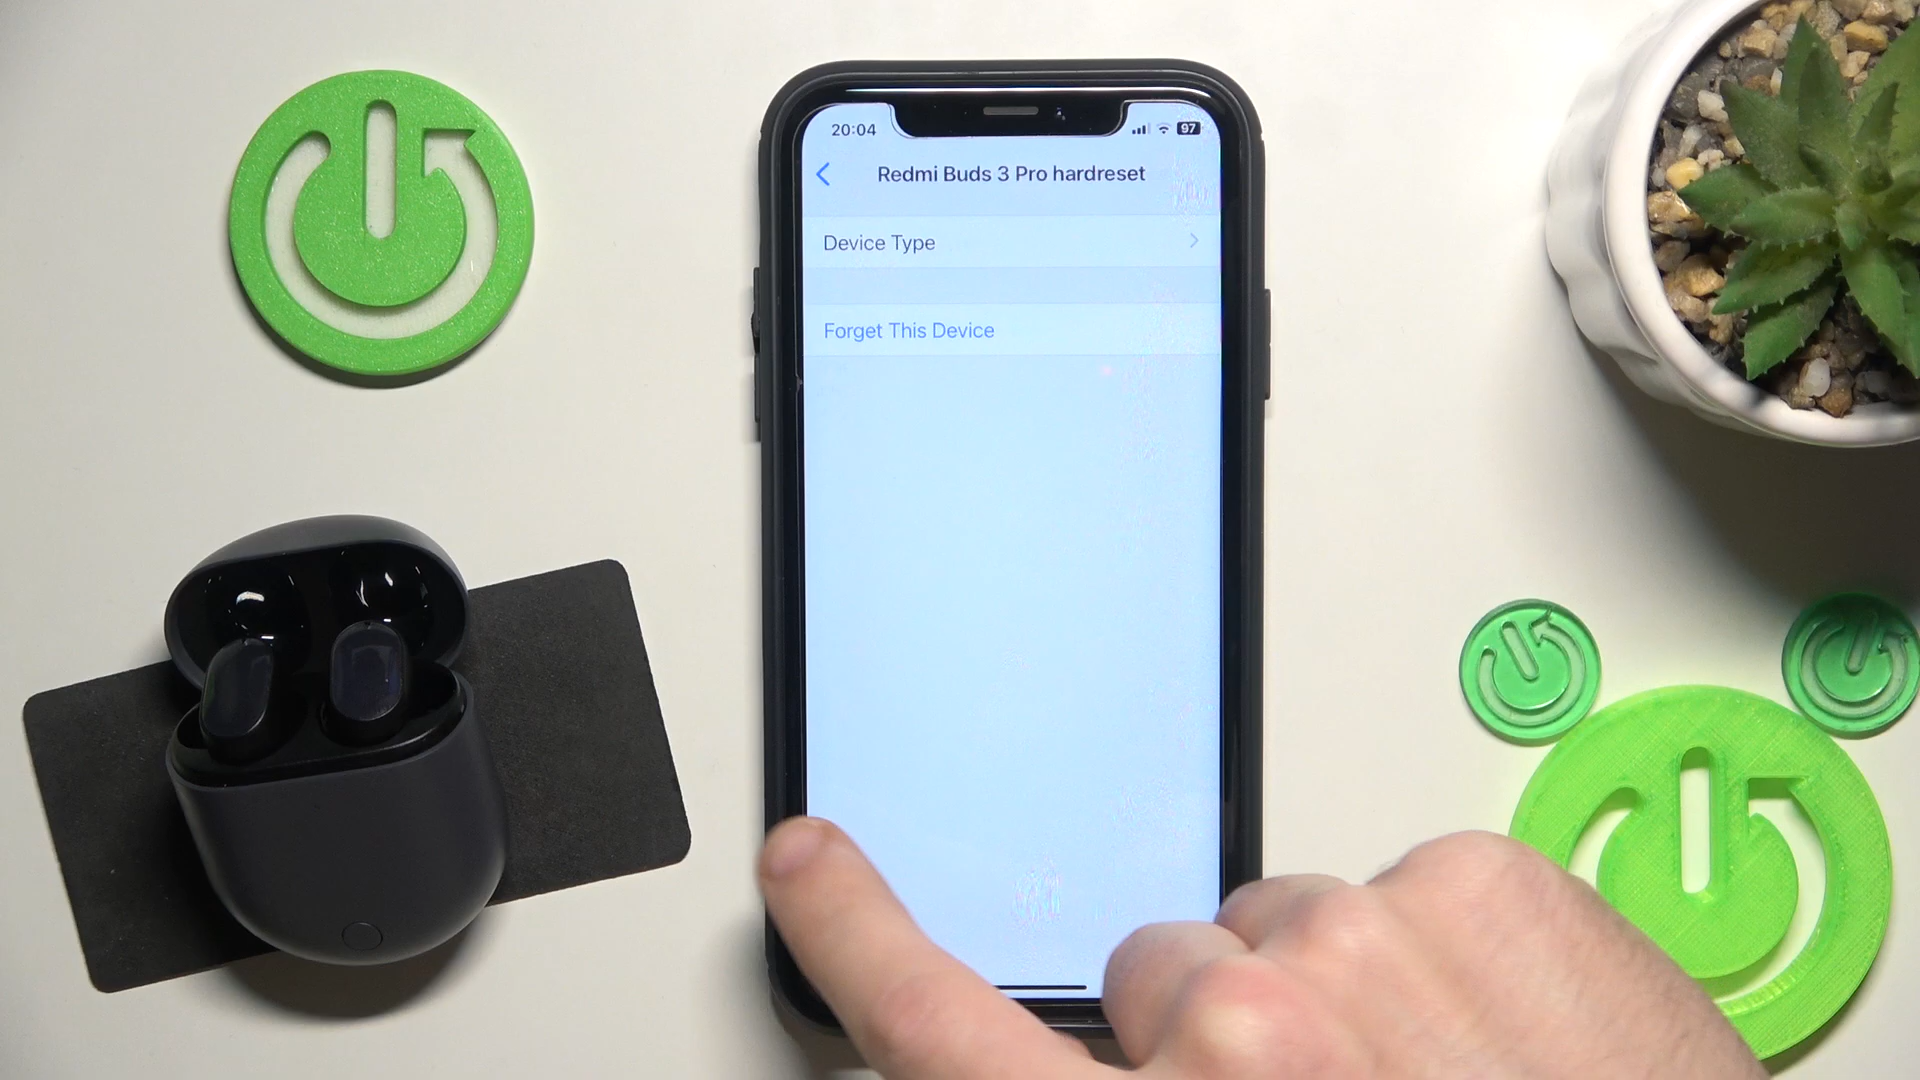 20:04
97
Redmi Buds 3 Pro hardreset
Device Type
Forget This Device